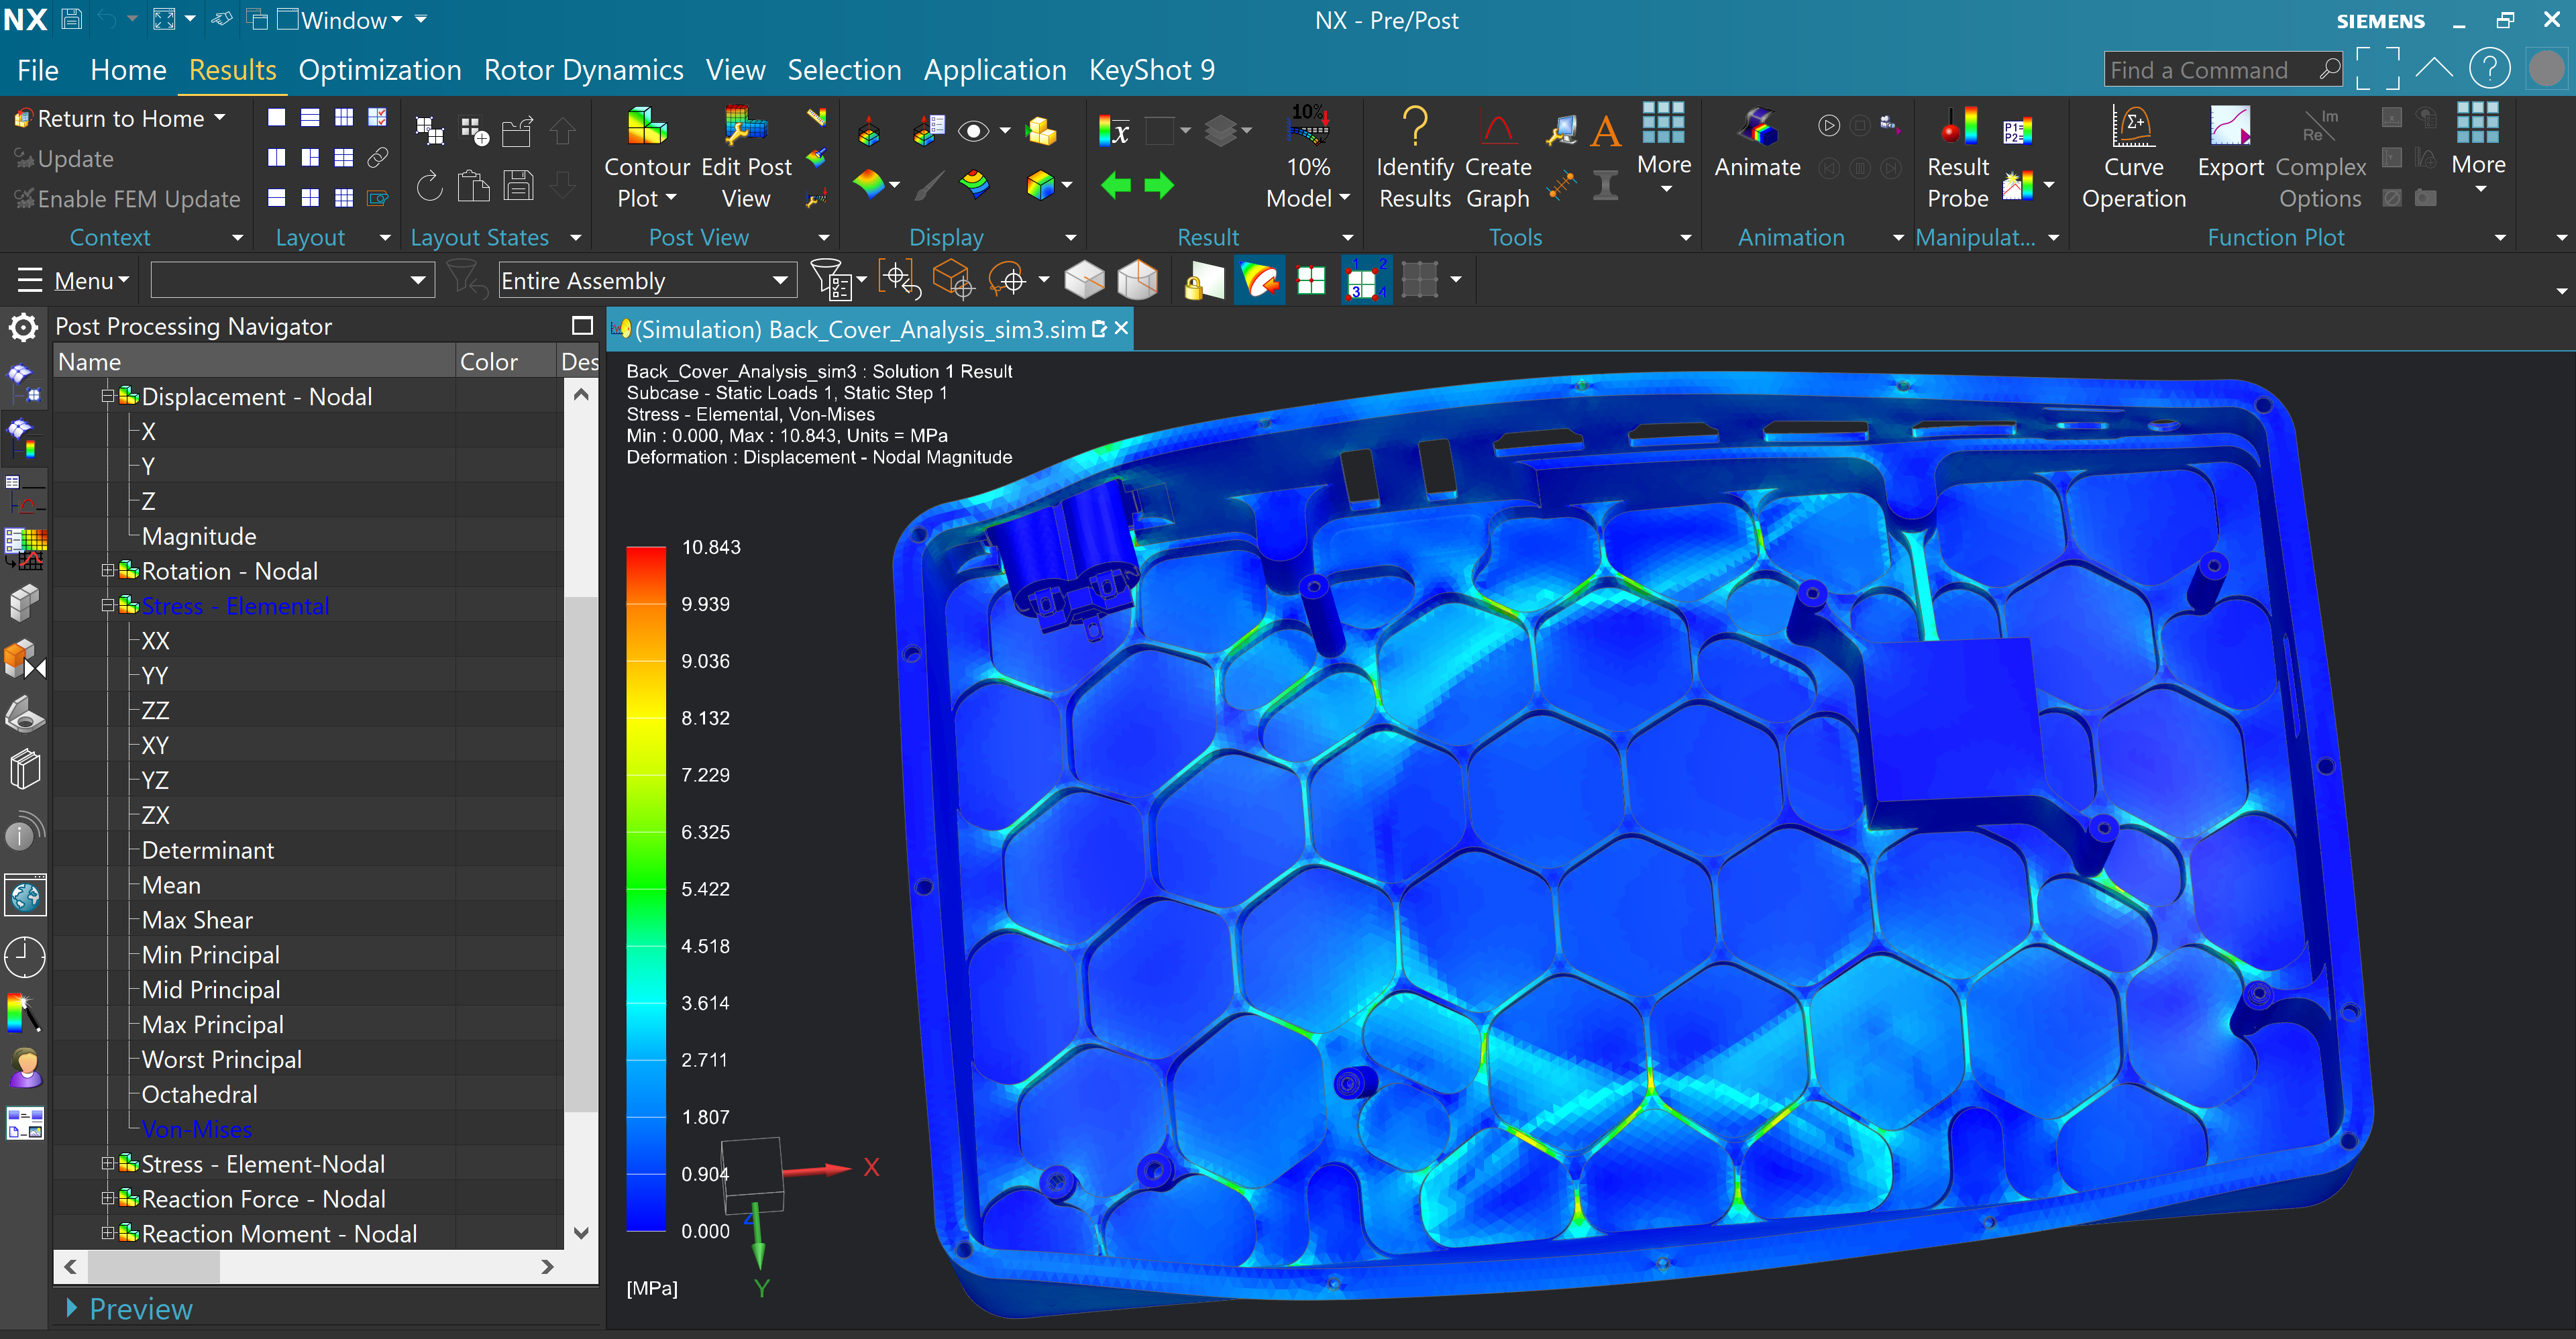 NX
Window
NX - Pre/Post
SIEMENS
File
Home
Results
Optimization
Rotor Dynamics
View
Selection
Application
KeyShot 9
Find a Command
Return to Home
Update
Enable FEM Update
Context
Layout
Layout States
Contour Plot
Edit Post View
Post View
Display
10%
10% Model
Result
Identify Results
Create Graph
More
Tools
Animate
Animation
Result Probe
P1=
P2=
Manipulat...
Curve Operation
Export
Re Im
Complex Options
More
Function Plot
Menu
Entire Assembly
Post Processing Navigator
Name
Color
Des
Displacement - Nodal
X
Y
Z
Magnitude
Rotation - Nodal
Stress - Elemental
XX
YY
ZZ
XY
YZ
ZX
Determinant
Mean
Max Shear
Min Principal
Mid Principal
Max Principal
Worst Principal
Octahedral
Von-Mises
Stress - Element-Nodal
Reaction Force - Nodal
Reaction Moment - Nodal
Preview
(Simulation) Back_Cover_Analysis_sim3.sim
Back_Cover_Analysis_sim3 : Solution 1 Result
Subcase - Static Loads 1, Static Step 1
Stress - Elemental, Von-Mises
Min : 0.000, Max : 10.843, Units = MPa
Deformation : Displacement - Nodal Magnitude
10.843
9.939
9.036
8.132
7.229
6.325
5.422
4.518
3.614
2.711
1.807
0.904
0.000
[MPa]
X
Z
Y